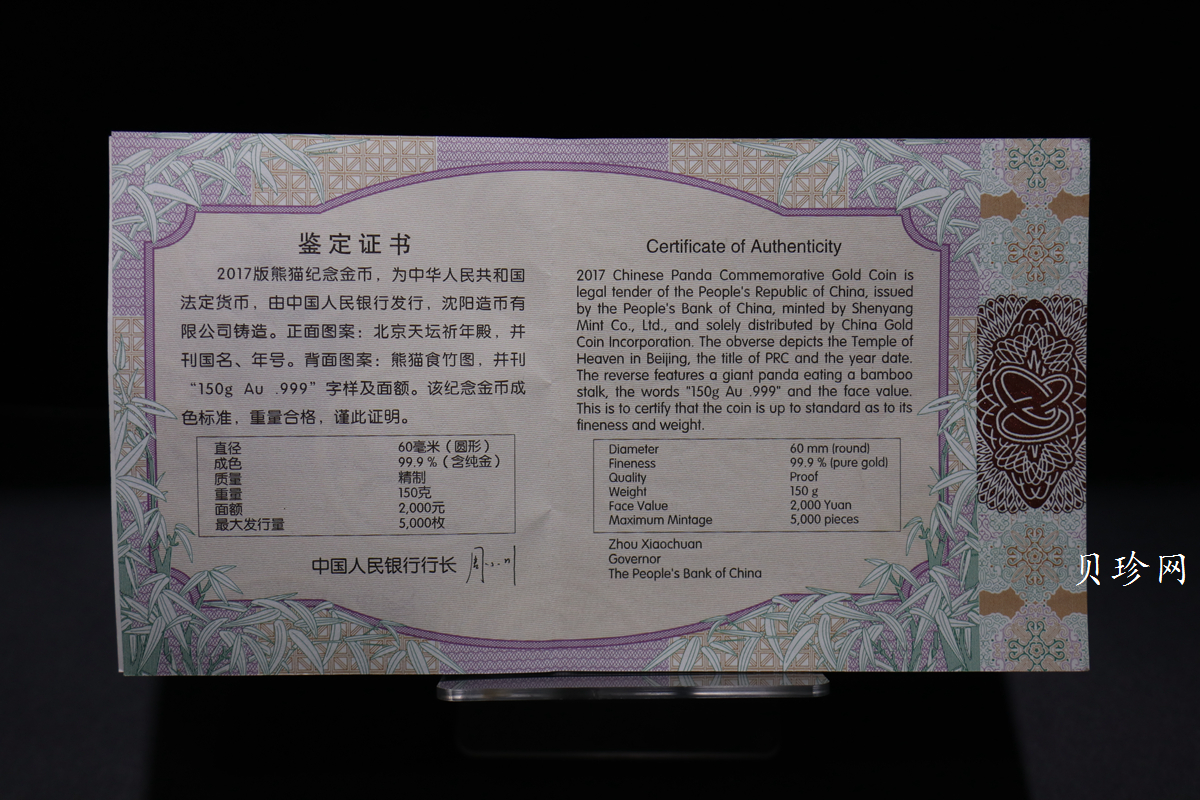 鉴定证书
2017版熊猫纪念金币，为中华人民共和国
法定货币，由中国人民银行发行，沈阳造币有
限公司铸造。正面图案：北京天坛祈年殿，并
刊国名、年号。背面图案：熊猫食竹图，并刊
“150g Au .999”字样及面额。该纪念金币成
色标准，重量合格，谨此证明。
直径 60毫米（圆形）
成色 99.9％（含纯金）
质量 精制
重量 150克
面额 2,000元
最大发行量 5,000枚
中国人民银行行长
Certificate of Authenticity
2017 Chinese Panda Commemorative Gold Coin is
legal tender of the People's Republic of China, issued
by the People's Bank of China, minted by Shenyang
Mint Co., Ltd., and solely distributed by China Gold
Coin Incorporation. The obverse depicts the Temple of
Heaven in Beijing, the title of PRC and the year date.
The reverse features a giant panda eating a bamboo
stalk, the words "150g Au .999" and the face value.
This is to certify that the coin is up to standard as to its
fineness and weight.
Diameter 60 mm (round)
Fineness 99.9 % (pure gold)
Quality Proof
Weight 150 g
Face Value 2,000 Yuan
Maximum Mintage 5,000 pieces
Zhou Xiaochuan
Governor
The People's Bank of China
贝珍网